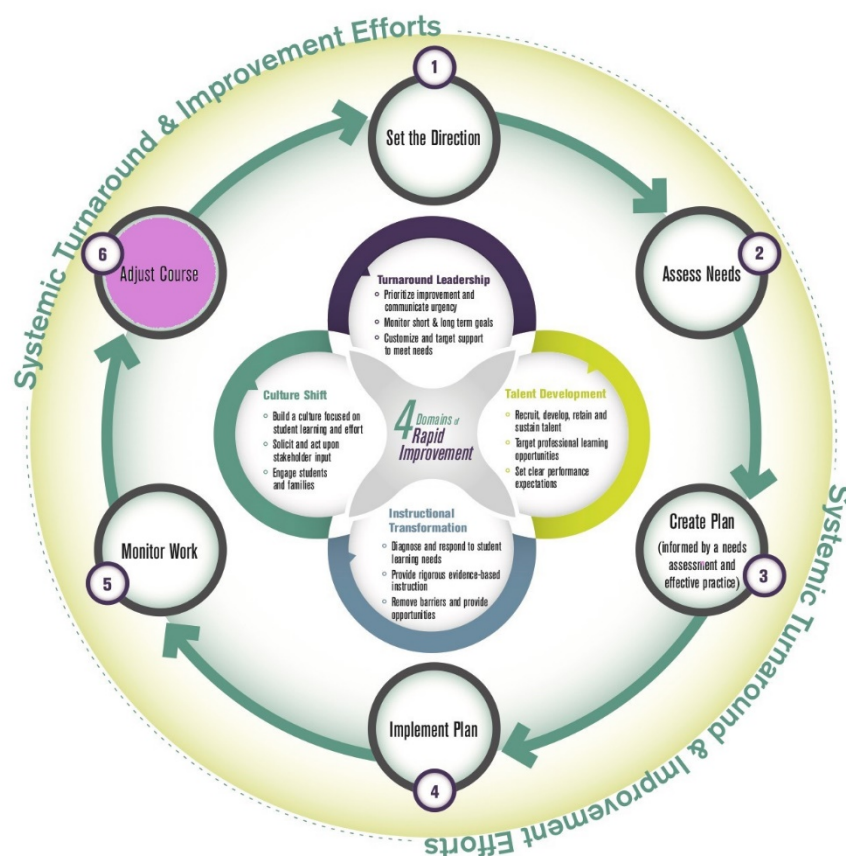 Systemic Turnaround & Improvement Efforts
1
Set the Direction
2
Assess Needs
3
Create Plan
(informed by a needs
assessment and
effective practice)
4
Implement Plan
5
Monitor Work
6
Adjust Course
Turnaround Leadership
Prioritize improvement and
communicate urgency
Monitor short & long term goals
Customize and target support
to meet needs
Talent Development
Recruit, develop, retain and
sustain talent
Target professional learning
opportunities
Set clear performance
expectations
Instructional
Transformation
Diagnose and respond to student
learning needs
Provide rigorous evidence-based
instruction
Remove barriers and provide
opportunities
Culture Shift
Build a culture focused on
student learning and effort
Solicit and act upon
stakeholder input
Engage students
and families
4 Domains of
Rapid
Improvement
Systemic Turnaround & Improvement Efforts